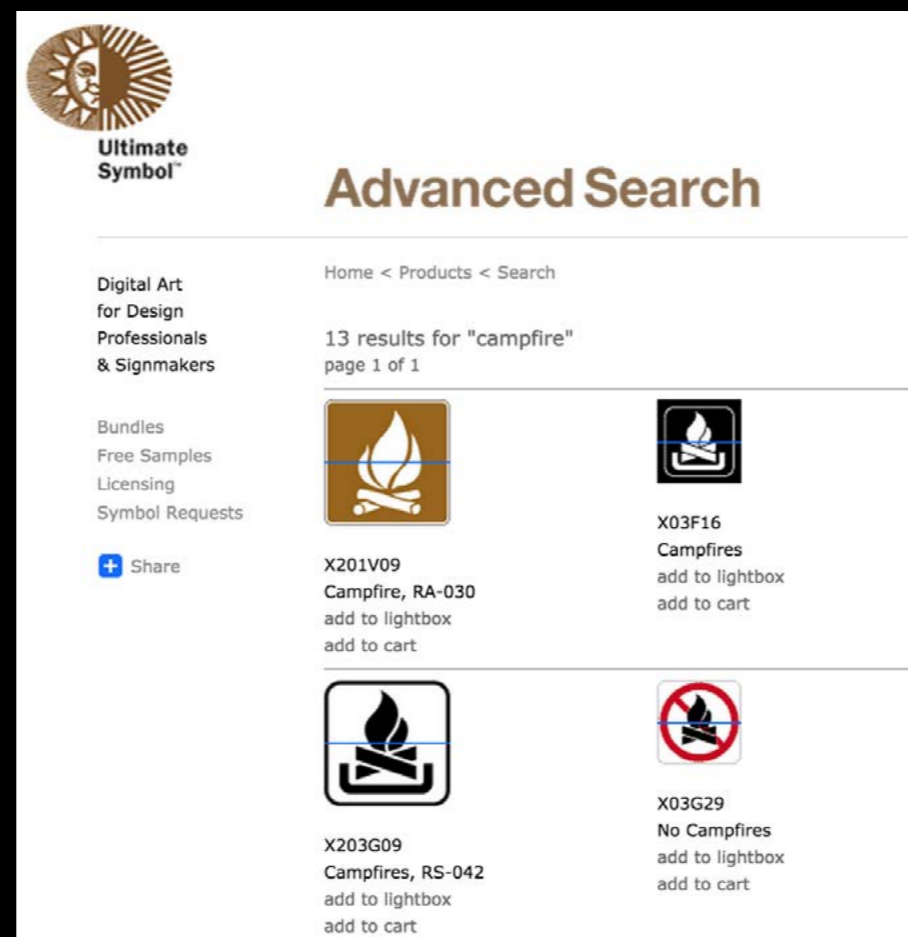 Ultimate
Symbol™
Advanced Search
Digital Art
for Design
Professionals
& Signmakers
Bundles
Free Samples
Licensing
Symbol Requests
Share
Home < Products < Search
13 results for "campfire"
page 1 of 1
X201V09
Campfire, RA-030
add to lightbox
add to cart
X03F16
Campfires
add to lightbox
add to cart
X203G09
Campfires, RS-042
add to lightbox
add to cart
X03G29
No Campfires
add to lightbox
add to cart